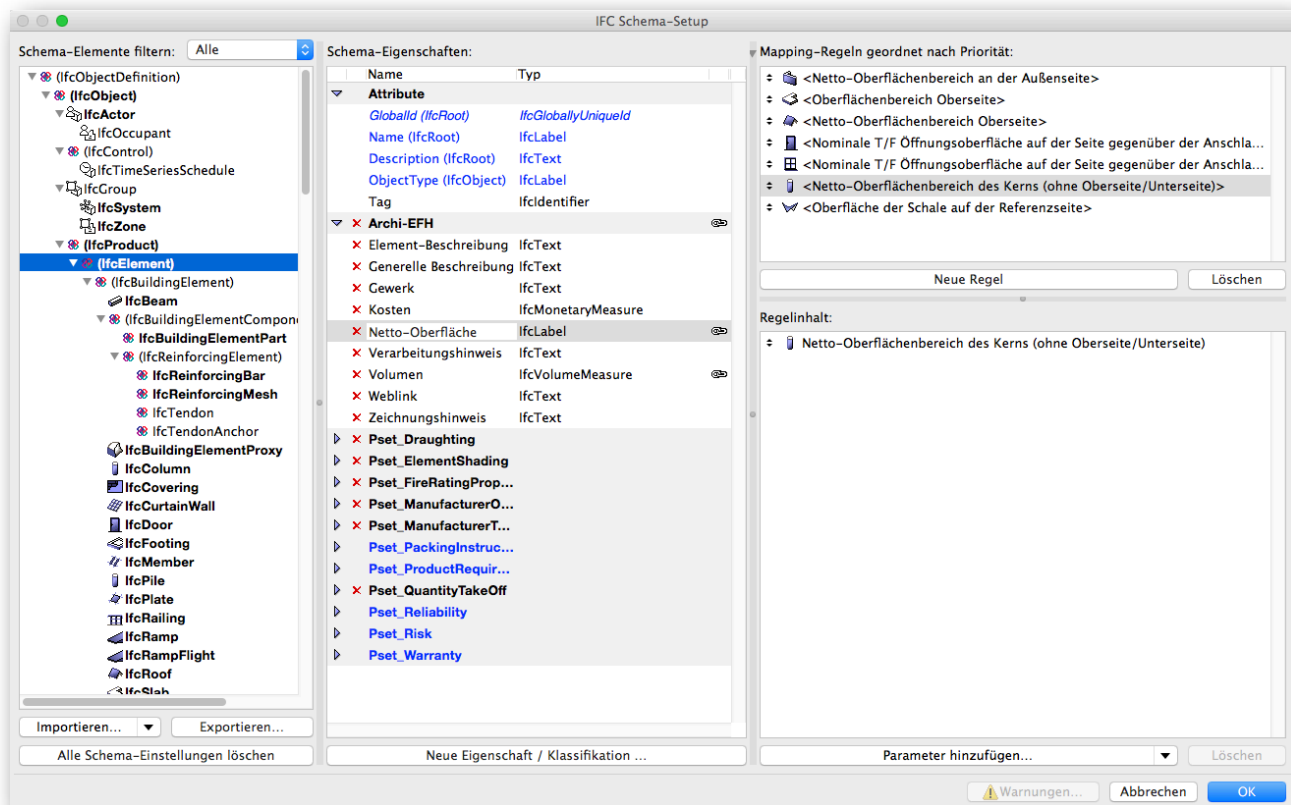 IFC Schema-Setup
Schema-Elemente filtern: Alle
(IfcObjectDefinition)
(IfcObject)
IfcActor
IfcOccupant
(IfcControl)
IfcTimeSeriesSchedule
IfcGroup
IfcSystem
IfcZone
(IfcProduct)
(IfcElement)
(IfcBuildingElement)
IfcBeam
(IfcBuildingElementCompon
IfcBuildingElementPart
(IfcReinforcingElement)
IfcReinforcingBar
IfcReinforcingMesh
IfcTendon
IfcTendonAnchor
IfcBuildingElementProxy
IfcColumn
IfcCovering
IfcCurtainWall
IfcDoor
IfcFooting
IfcMember
IfcPile
IfcPlate
IfcRailing
IfcRamp
IfcRampFlight
IfcRoof
IfcSlab
Importieren... Exportieren...
Alle Schema-Einstellungen löschen
Schema-Eigenschaften:
Name Typ
Attribute
GlobalId (IfcRoot) IfcGloballyUniqueId
Name (IfcRoot) IfcLabel
Description (IfcRoot) IfcText
ObjectType (IfcObject) IfcLabel
Tag IfcIdentifier
Archi-EFH
Element-Beschreibung IfcText
Generelle Beschreibung IfcText
Gewerk IfcText
Kosten IfcMonetaryMeasure
Netto-Oberfläche IfcLabel
Verarbeitungshinweis IfcText
Volumen IfcVolumeMeasure
Weblink IfcText
Zeichnungshinweis IfcText
Pset_Draughting
Pset_ElementShading
Pset_FireRatingProp...
Pset_ManufacturerO...
Pset_ManufacturerT...
Pset_PackingInstruc...
Pset_ProductRequir...
Pset_QuantityTakeOff
Pset_Reliability
Pset_Risk
Pset_Warranty
Neue Eigenschaft / Klassifikation ...
Mapping-Regeln geordnet nach Priorität:
<Netto-Oberflächenbereich an der Außenseite>
<Oberflächenbereich Oberseite>
<Netto-Oberflächenbereich Oberseite>
<Nominale T/F Öffnungsoberfläche auf der Seite gegenüber der Anschla...
<Nominale T/F Öffnungsoberfläche auf der Seite gegenüber der Anschla...
<Netto-Oberflächenbereich des Kerns (ohne Oberseite/Unterseite)>
<Oberfläche der Schale auf der Referenzseite>
Neue Regel Löschen
Regelinhalt:
Netto-Oberflächenbereich des Kerns (ohne Oberseite/Unterseite)
Parameter hinzufügen... Löschen
Warnungen... Abbrechen OK